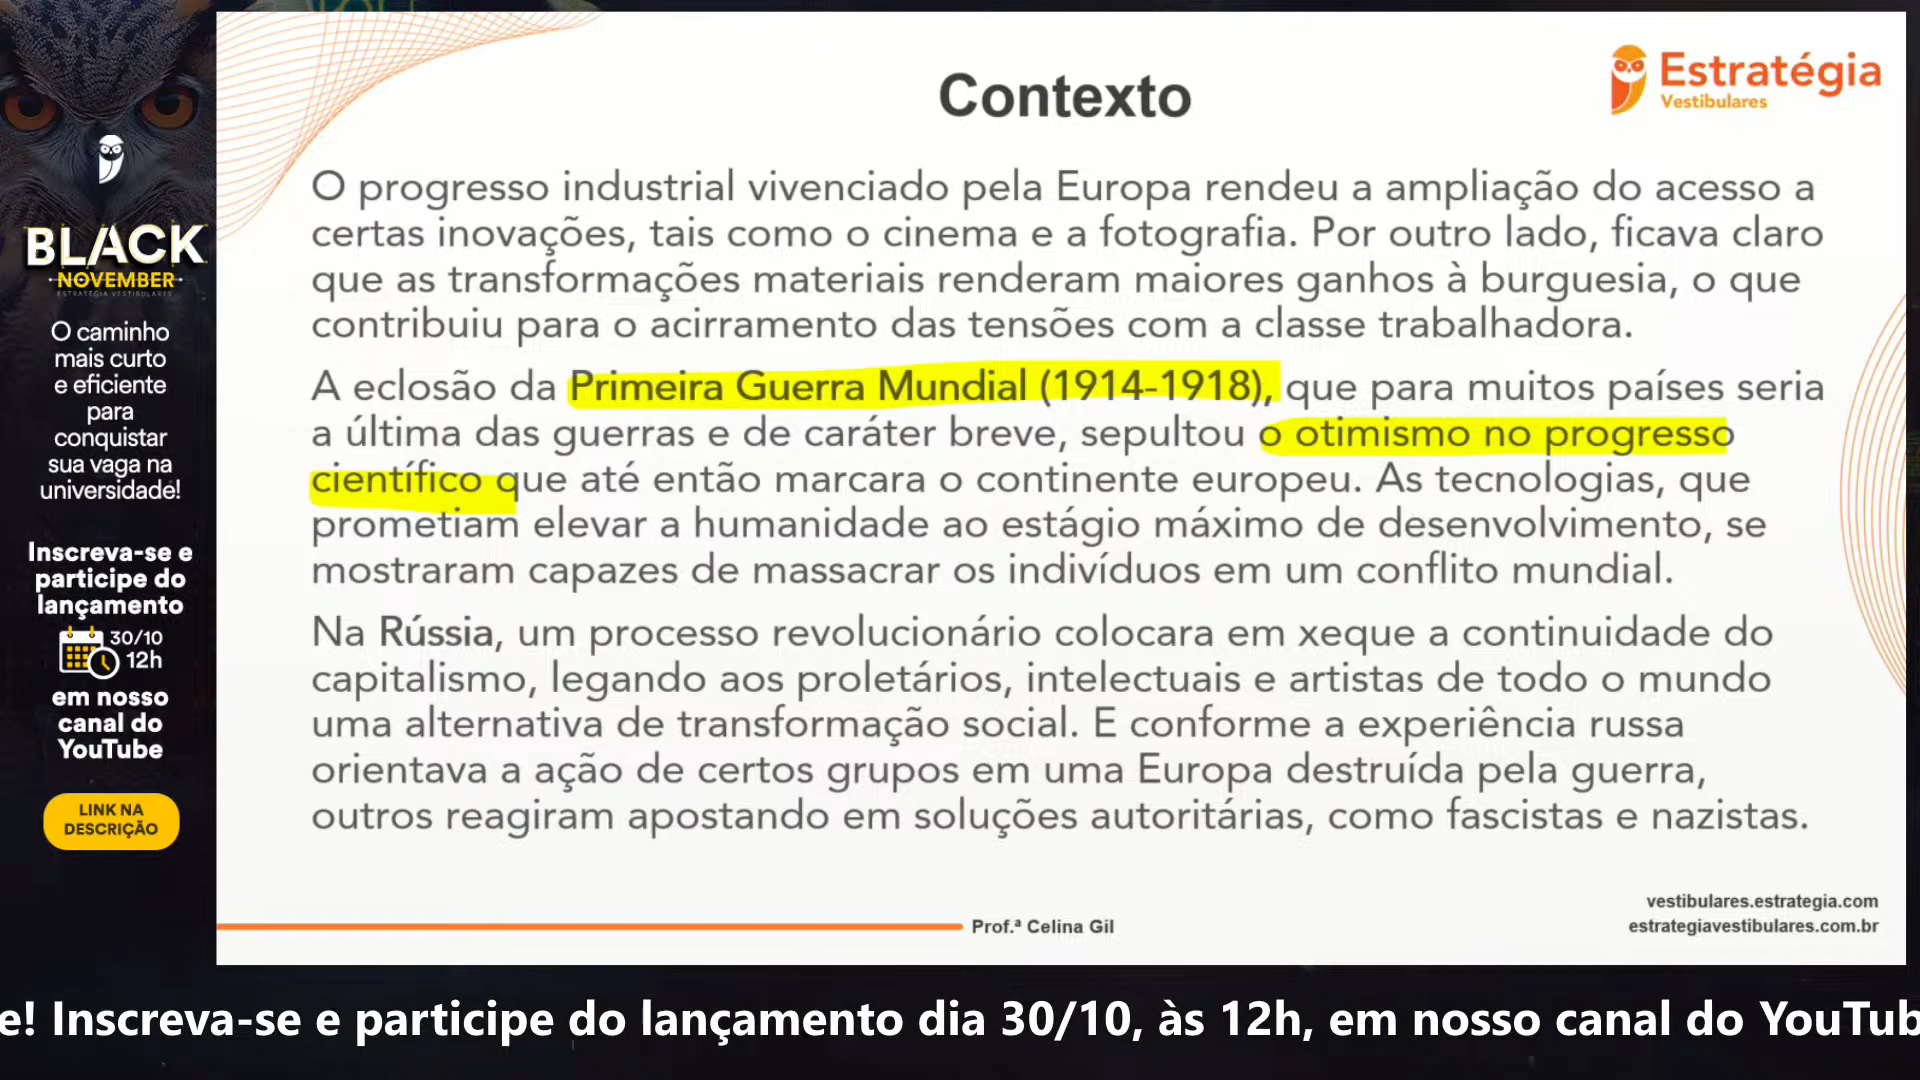 BLACK
NOVEMBER
ESTRATÉGIA VESTIBULARES
O caminho
mais curto
e eficiente
para
conquistar
sua vaga na
universidade!
Inscreva-se e
participe do
lançamento
30/10
12h
em nosso
canal do
YouTube
LINK NA
DESCRIÇÃO
Contexto
Estratégia
Vestibulares
O progresso industrial vivenciado pela Europa rendeu a ampliação do acesso a
certas inovações, tais como o cinema e a fotografia. Por outro lado, ficava claro
que as transformações materiais renderam maiores ganhos à burguesia, o que
contribuiu para o acirramento das tensões com a classe trabalhadora.
A eclosão da Primeira Guerra Mundial (1914-1918), que para muitos países seria
a última das guerras e de caráter breve, sepultou o otimismo no progresso
científico que até então marcara o continente europeu. As tecnologias, que
prometiam elevar a humanidade ao estágio máximo de desenvolvimento, se
mostraram capazes de massacrar os indivíduos em um conflito mundial.
Na Rússia, um processo revolucionário colocara em xeque a continuidade do
capitalismo, legando aos proletários, intelectuais e artistas de todo o mundo
uma alternativa de transformação social. E conforme a experiência russa
orientava a ação de certos grupos em uma Europa destruída pela guerra,
outros reagiram apostando em soluções autoritárias, como fascistas e nazistas.
Prof.ª Celina Gil
vestibulares.estrategia.com
estrategiavestibulares.com.br
e! Inscreva-se e participe do lançamento dia 30/10, às 12h, em nosso canal do YouTub